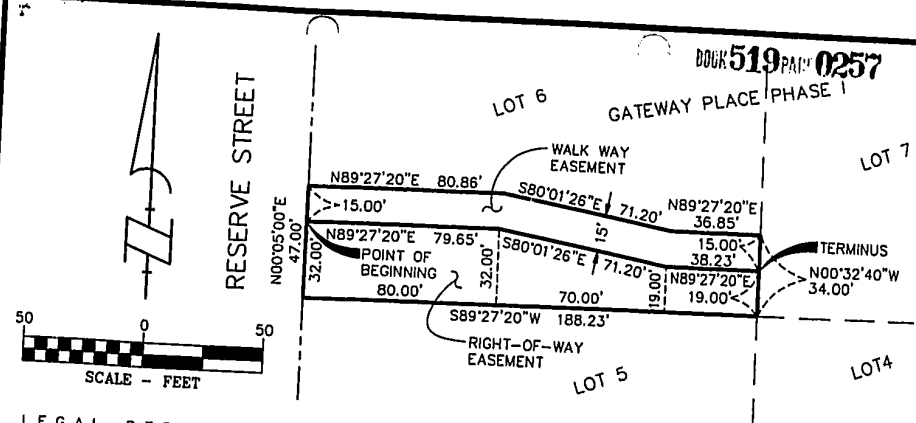 BOOK 519 PAGE 0257
GATEWAY PLACE PHASE I
LOT 6
LOT 7
RESERVE STREET
WALK WAY
EASEMENT
N89°27'20"E 80.86'
S80°01'26"E 71.20'
N89°27'20"E
36.85'
15.00'
15'
15.00'
TERMINUS
N00°05'00"E
47.00'
32.00'
N89°27'20"E 79.65'
S80°01'26"E 71.20'
38.23'
N89°27'20"E
N00°32'40"W
34.00'
POINT OF
BEGINNING
32.00'
19.00'
19.00'
80.00'
70.00'
S89°27'20"W 188.23'
RIGHT-OF-WAY
EASEMENT
50 0 50
SCALE - FEET
LOT 5
LOT4
LEGAL